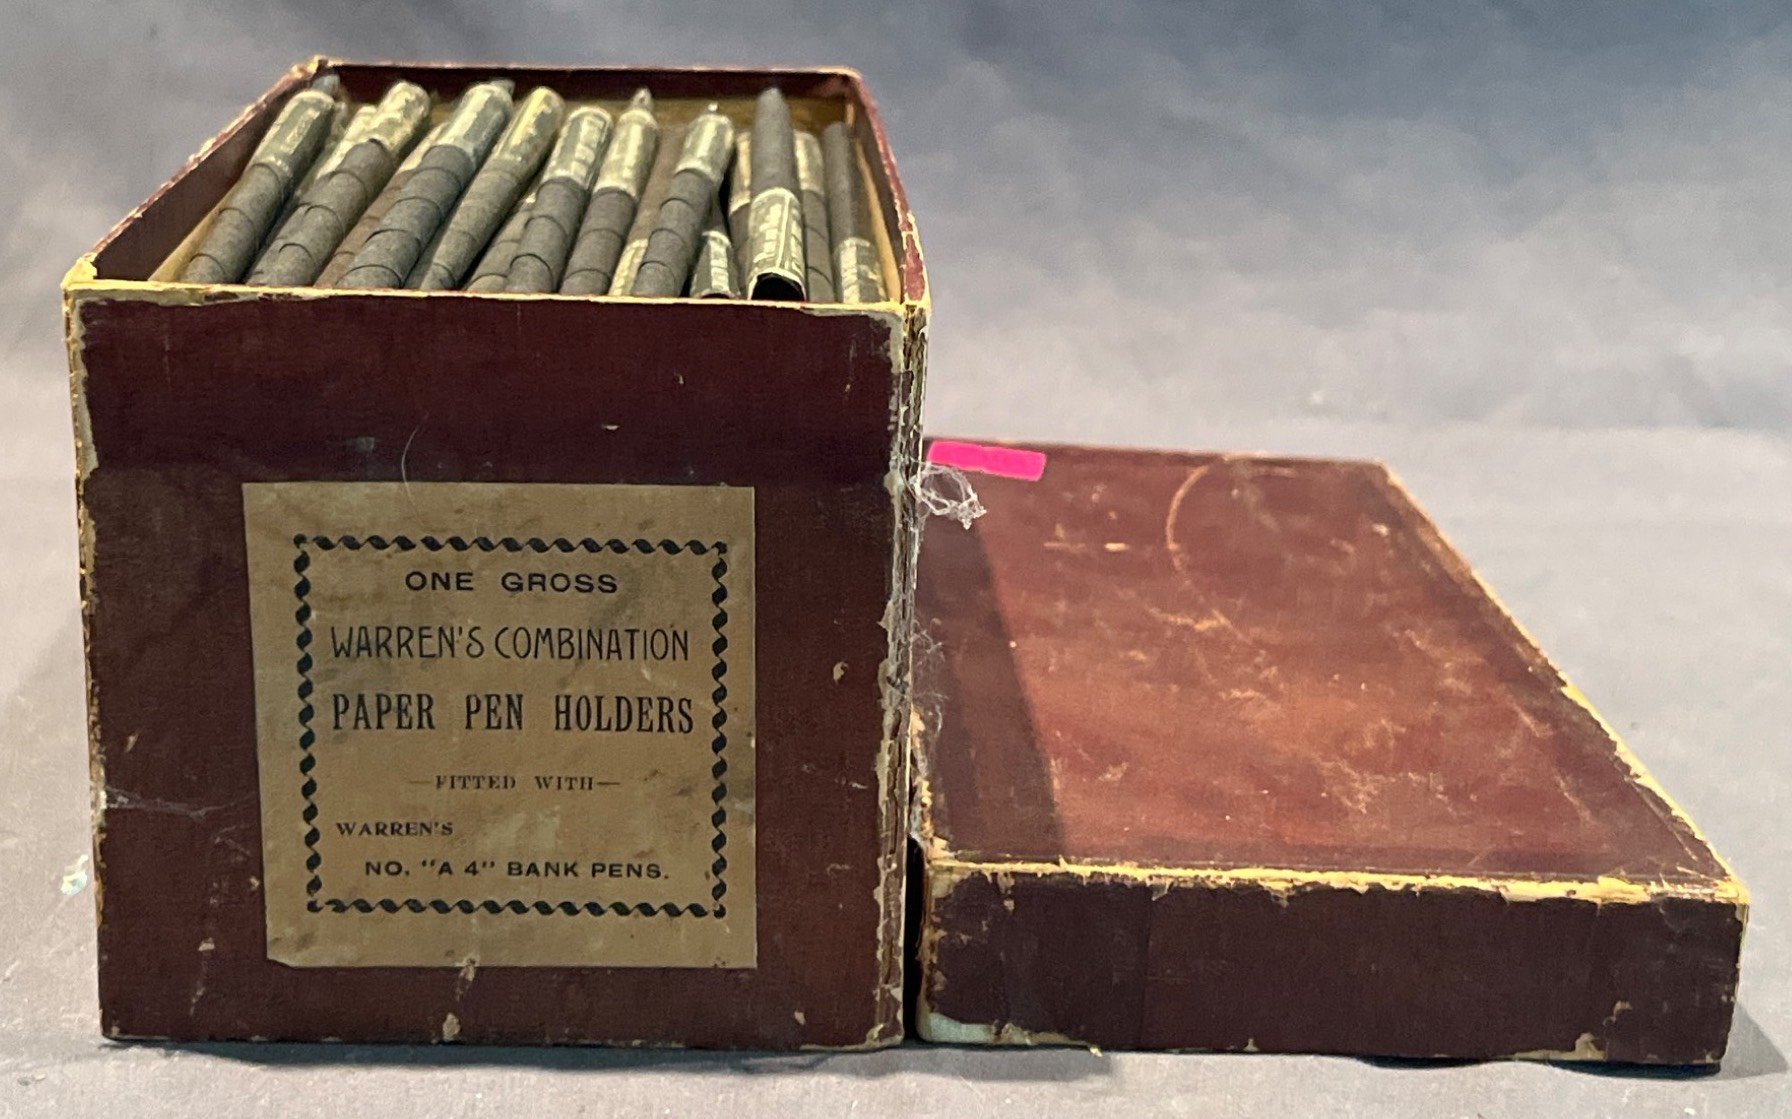 ONE GROSS
WARREN'S COMBINATION
PAPER PEN HOLDERS
—FITTED WITH—
WARREN'S
NO. "A 4" BANK PENS.